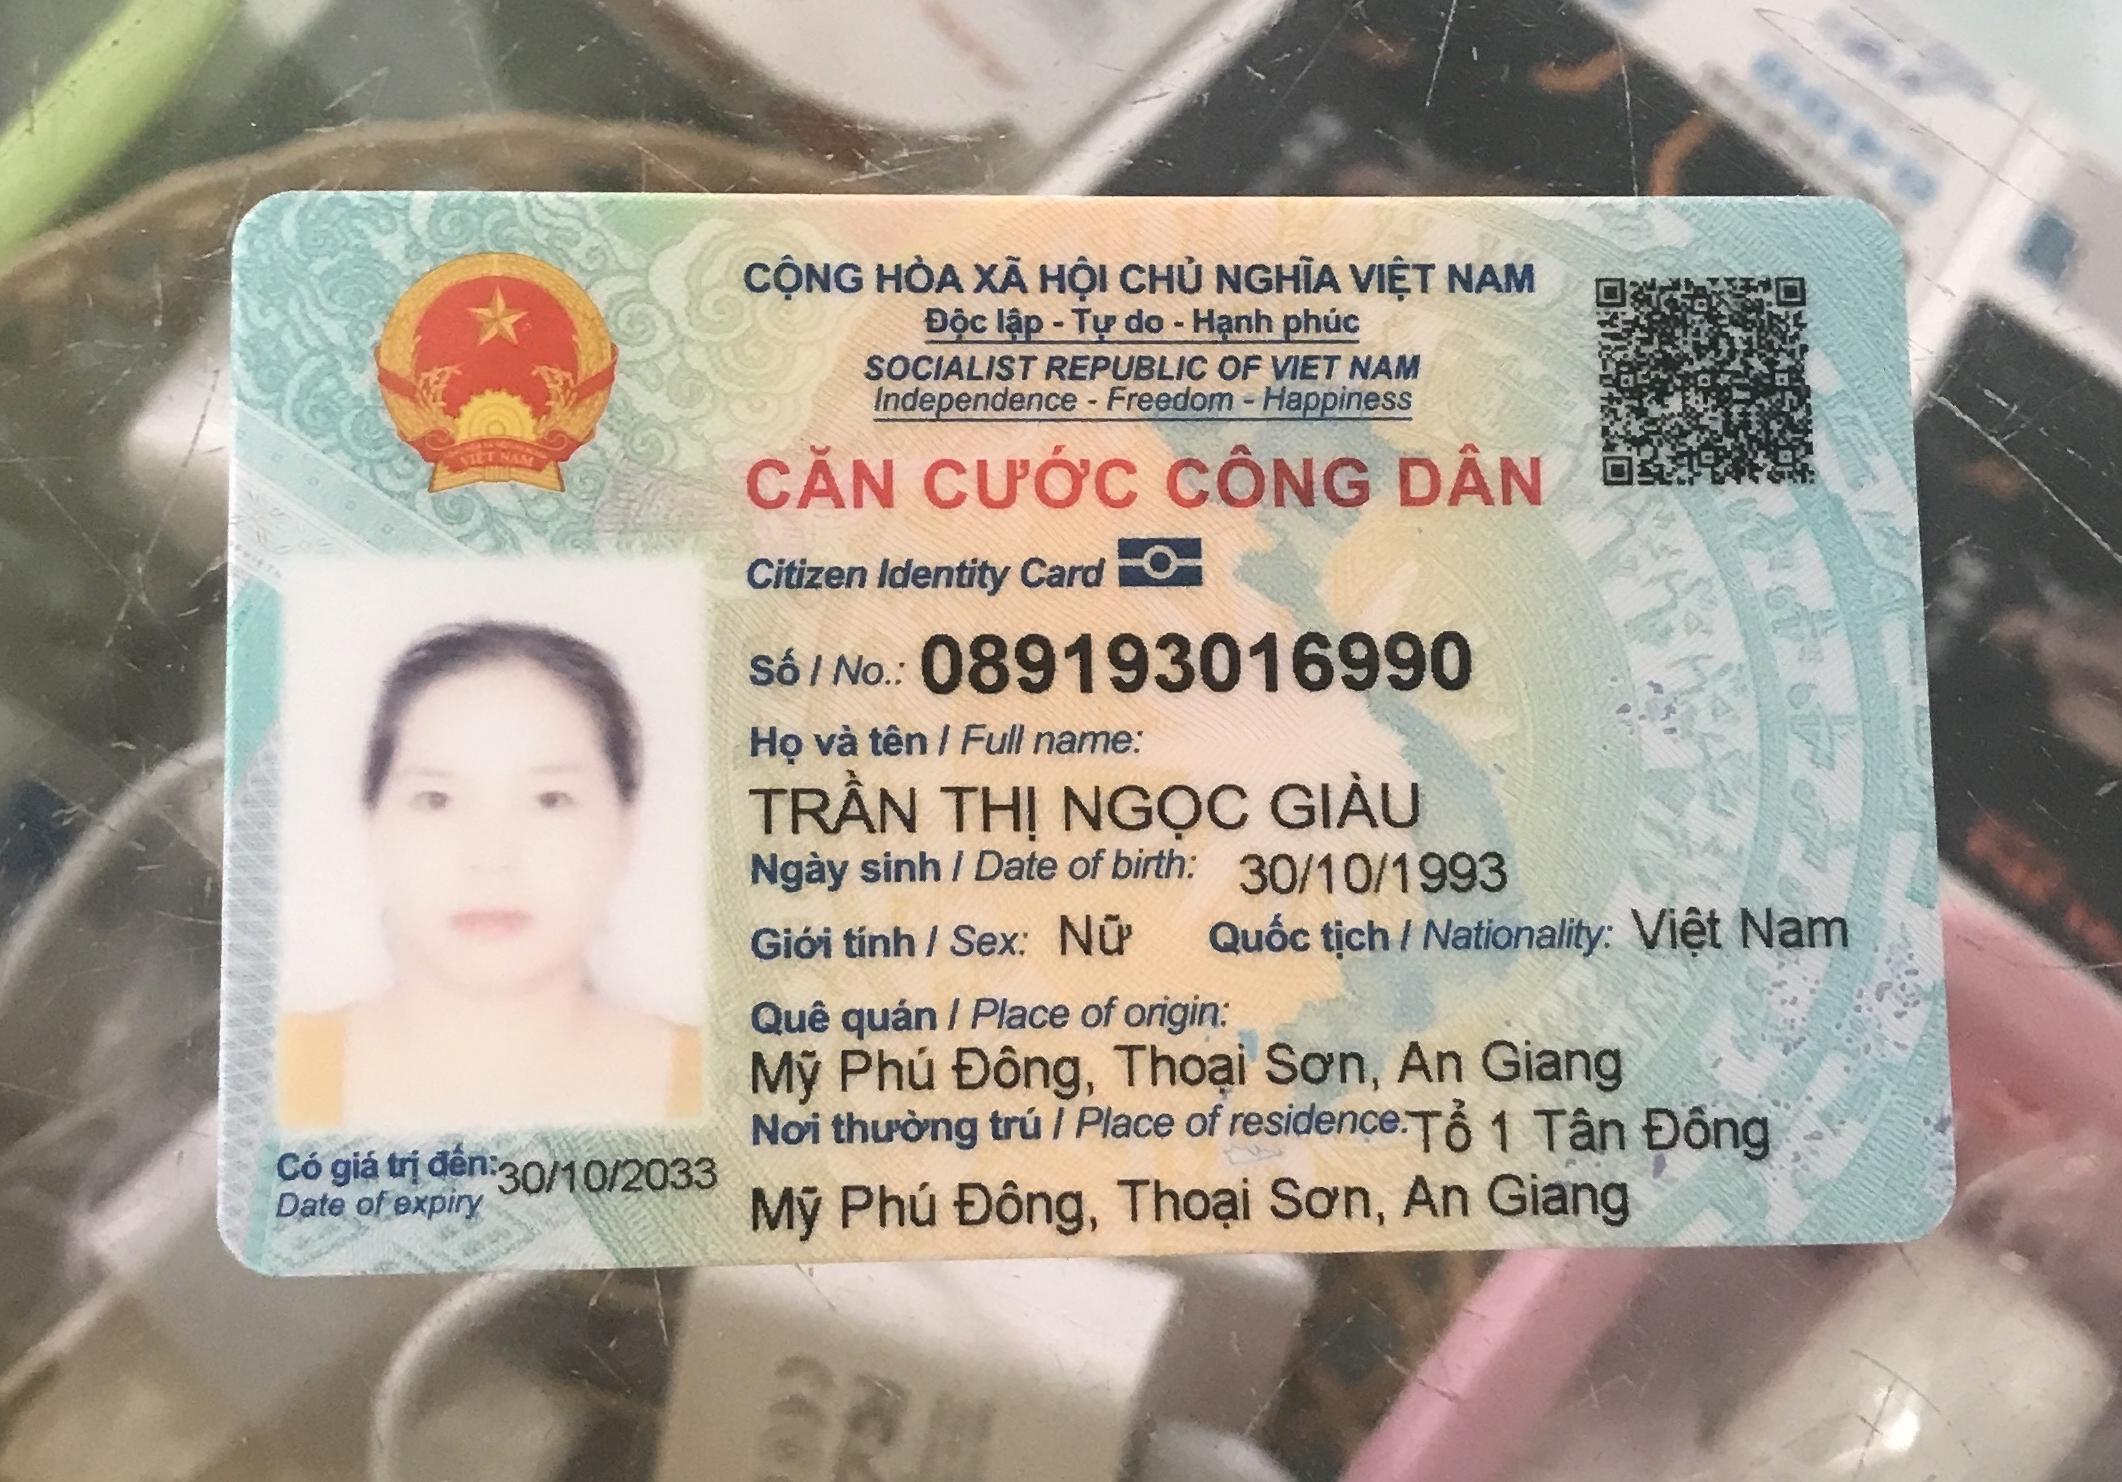 CỘNG HÒA XÃ HỘI CHỦ NGHĨA VIỆT NAM
Độc lập - Tự do - Hạnh phúc
SOCIALIST REPUBLIC OF VIET NAM
Independence - Freedom - Happiness
CĂN CƯỚC CÔNG DÂN
Citizen Identity Card
Số / No.: 089193016990
Họ và tên / Full name:
TRẦN THỊ NGỌC GIÀU
Ngày sinh / Date of birth: 30/10/1993
Giới tính / Sex: Nữ Quốc tịch / Nationality: Việt Nam
Quê quán / Place of origin:
Mỹ Phú Đông, Thoại Sơn, An Giang
Nơi thường trú / Place of residence: Tổ 1 Tân Đông
Mỹ Phú Đông, Thoại Sơn, An Giang
Có giá trị đến: 30/10/2033
Date of expiry
VIỆT NAM